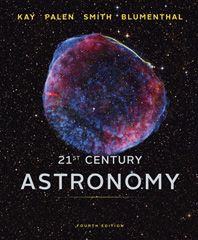 KAY PALEN SMITH BLUMENTHAL
21ST CENTURY
ASTRONOMY
FOURTH EDITION